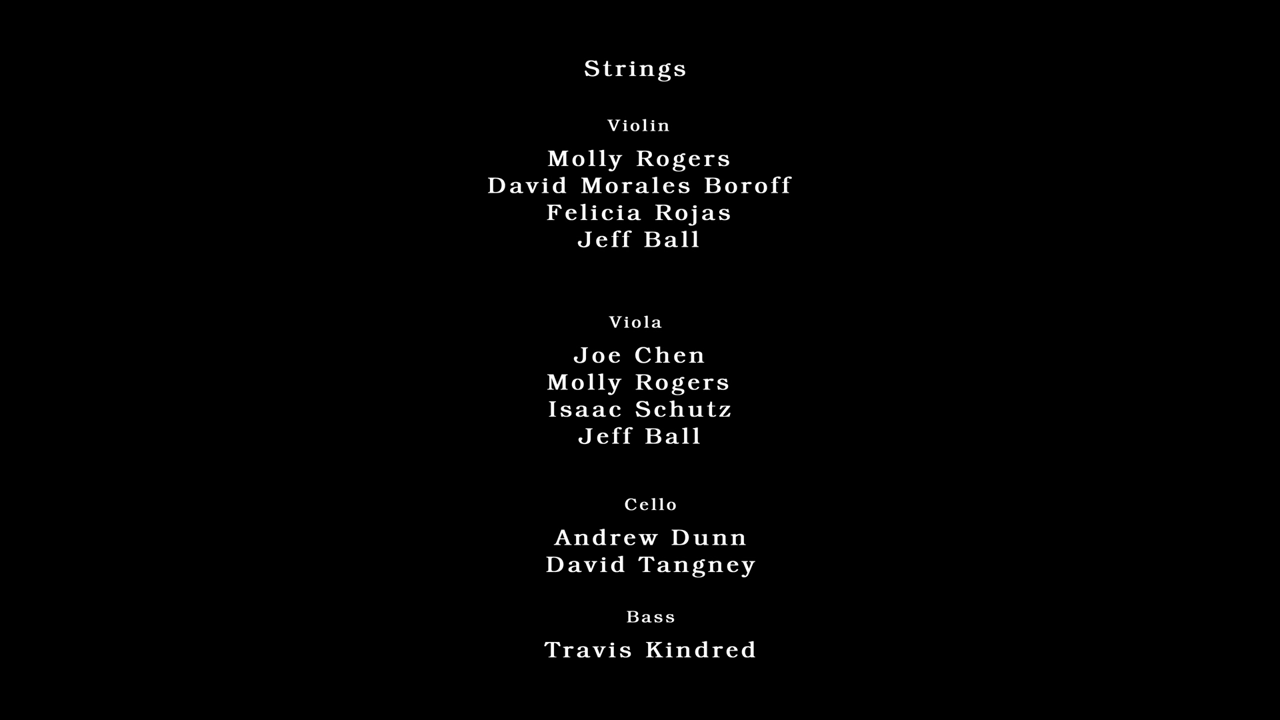 Strings
Violin
Molly Rogers
David Morales Boroff
Felicia Rojas
Jeff Ball
Viola
Joe Chen
Molly Rogers
Isaac Schutz
Jeff Ball
Cello
Andrew Dunn
David Tangney
Bass
Travis Kindred